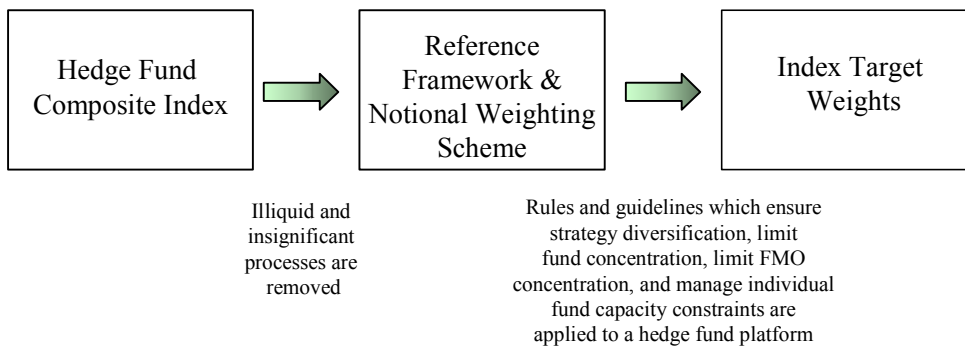 Hedge Fund
Composite Index
Reference
Framework &
Notional Weighting
Scheme
Index Target
Weights
Illiquid and
insignificant
processes are
removed
Rules and guidelines which ensure
strategy diversification, limit
fund concentration, limit FMO
concentration, and manage individual
fund capacity constraints are
applied to a hedge fund platform